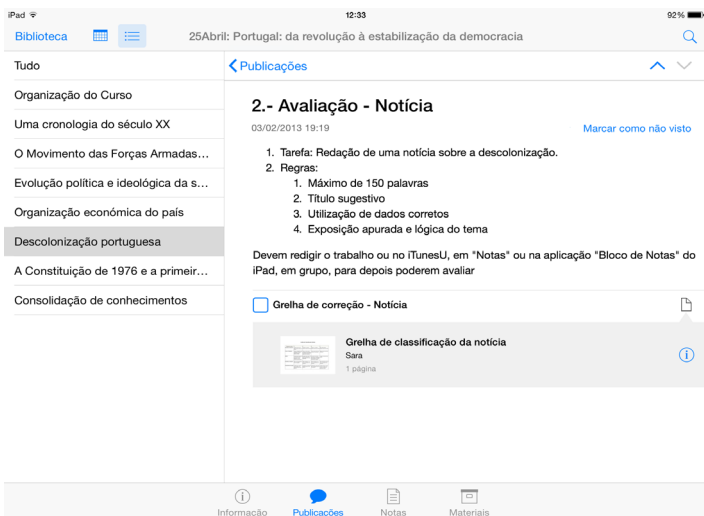 iPad 12:33 92%
Biblioteca 25Abril: Portugal: da revolução à estabilização da democracia
Tudo
Organização do Curso
Uma cronologia do século XX
O Movimento das Forças Armadas...
Evolução política e ideológica da s...
Organização económica do país
Descolonização portuguesa
A Constituição de 1976 e a primeir...
Consolidação de conhecimentos
Publicações
2.- Avaliação - Notícia
03/02/2013 19:19 Marcar como não visto
1. Tarefa: Redação de uma notícia sobre a descolonização.
2. Regras:
1. Máximo de 150 palavras
2. Título sugestivo
3. Utilização de dados corretos
4. Exposição apurada e lógica do tema
Devem redigir o trabalho ou no iTunesU, em "Notas" ou na aplicação "Bloco de Notas" do
iPad, em grupo, para depois poderem avaliar
Grelha de correção - Notícia
Grelha de classificação da notícia
Sara
1 página
Informação Publicações Notas Materiais